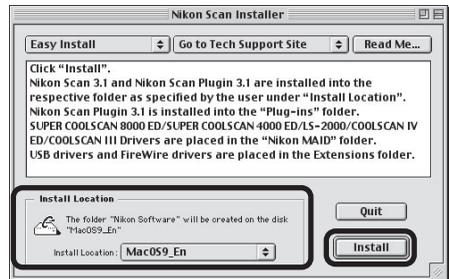 Nikon Scan Installer
Easy Install
Go to Tech Support Site
Read Me...
Click “Install”.
Nikon Scan 3.1 and Nikon Scan Plugin 3.1 are installed into the
respective folder as specified by the user under “Install Location”.
Nikon Scan Plugin 3.1 is installed into the “Plug-ins” folder.
SUPER COOLSCAN 8000 ED/SUPER COOLSCAN 4000 ED/LS-2000/COOLSCAN IV
ED/COOLSCAN III Drivers are placed in the “Nikon MAID” folder.
USB drivers and FireWire drivers are placed in the Extensions folder.
Install Location
The folder "Nikon Software" will be created on the disk
"MacOS9_En"
Install Location: MacOS9_En
Quit
Install